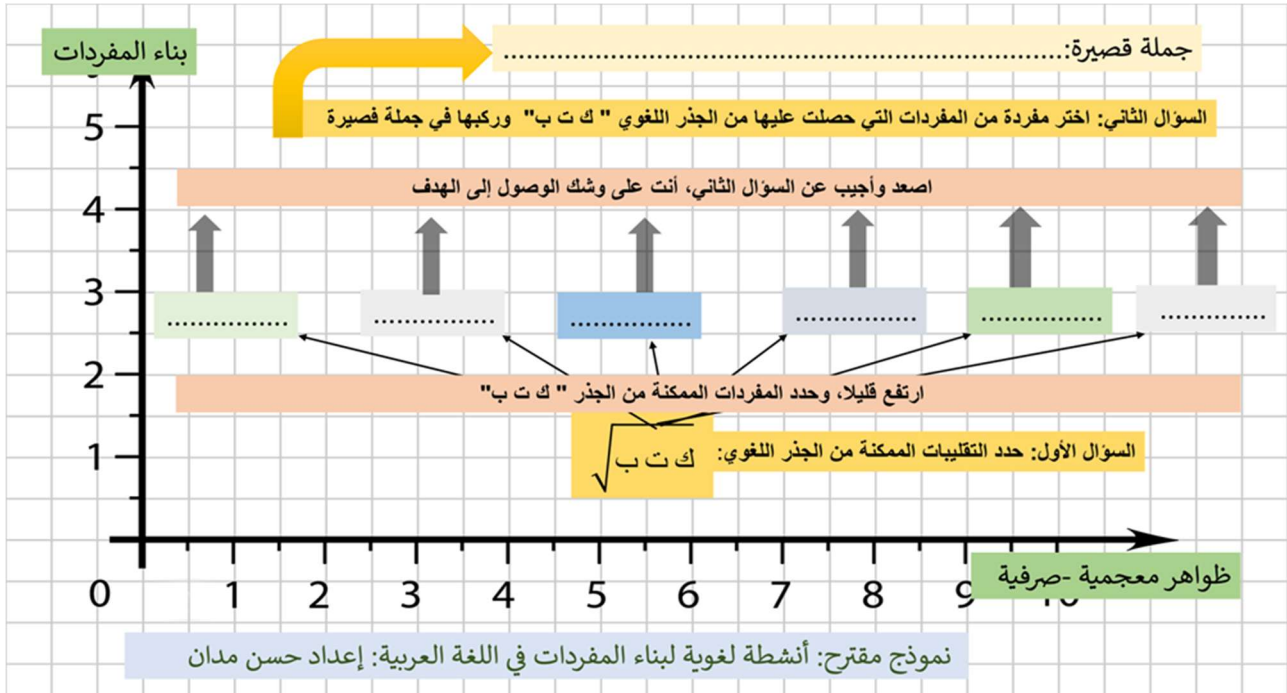 بناء المفردات
جملة قصيرة:...........................................................................
السؤال الثاني: اختر مفردة من المفردات التي حصلت عليها من الجذر اللغوي " ك ت ب" وركبها في جملة قصيرة
5
اصعد وأجيب عن السؤال الثاني، أنت على وشك الوصول إلى الهدف
4
3
................ ................ ................ ................ ................ ..............
2
ارتفع قليلا، وحدد المفردات الممكنة من الجذر " ك ت ب"
السؤال الأول: حدد التقليبات الممكنة من الجذر اللغوي:
√ ك ت ب
1
ظواهر معجمية -صرفية
0 1 2 3 4 5 6 7 8 9
نموذج مقترح: أنشطة لغوية لبناء المفردات في اللغة العربية: إعداد حسن مدان